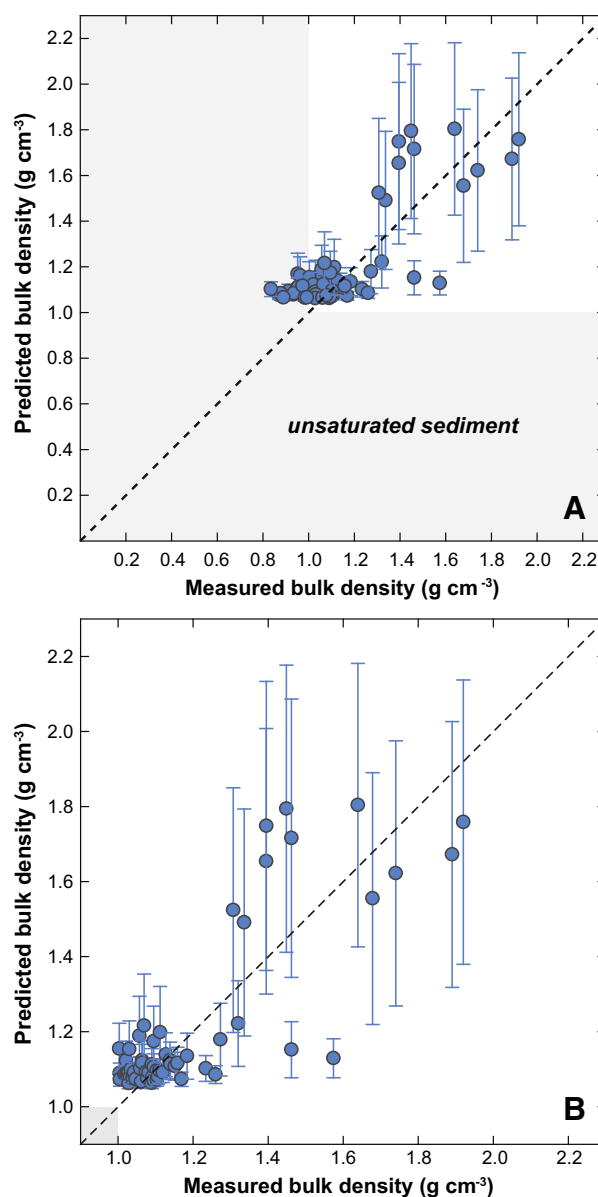 2.2
2.0
1.8
1.6
1.4
1.2
1.0
0.8
0.6
0.4
0.2
Predicted bulk density (g cm-3)
unsaturated sediment
A
0.2 0.4 0.6 0.8 1.0 1.2 1.4 1.6 1.8 2.0 2.2
Measured bulk density (g cm-3)
2.2
2.0
1.8
1.6
1.4
1.2
1.0
Predicted bulk density (g cm-3)
B
1.0 1.2 1.4 1.6 1.8 2.0 2.2
Measured bulk density (g cm-3)